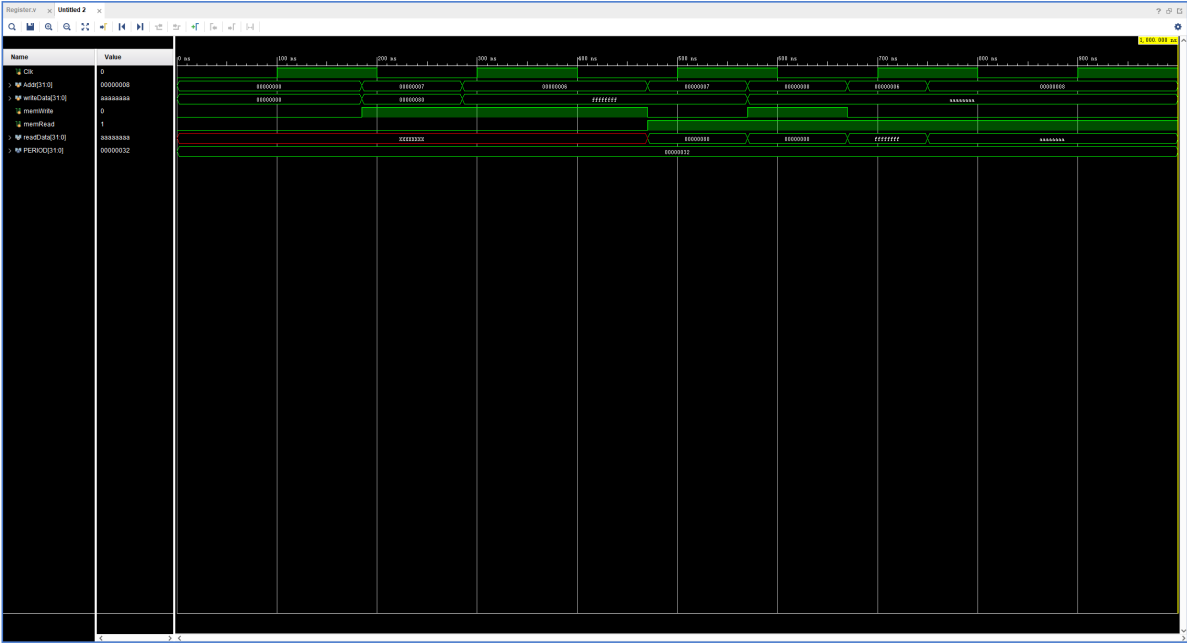 Register.v × Untitled 2 ×
1,000.000 ns
Name Value
0 ns 100 ns 200 ns 300 ns 400 ns 500 ns 600 ns 700 ns 800 ns 900 ns
Clk 0
Addr[31:0] 00000008 00000000 00000007 00000006 00000007 00000008 00000006 00000008
writeData[31:0] aaaaaaaa 00000000 ffffffff aaaaaaaa
memWrite 0
memRead 1
readData[31:0] aaaaaaaa XXXXXXXX 00000000 ffffffff aaaaaaaa
PERIOD[31:0] 00000032 00000032